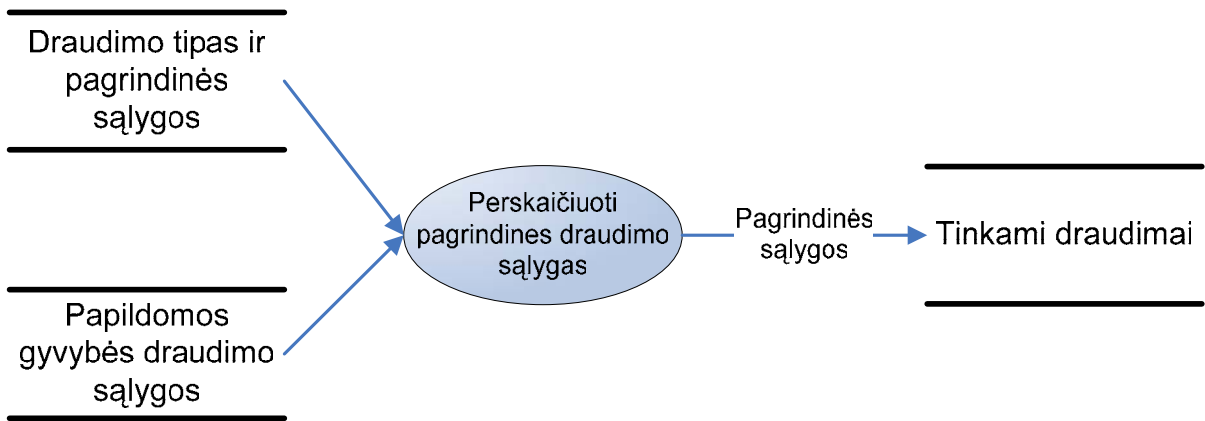 Draudimo tipas ir
pagrindinės
sąlygos
Papildomos
gyvybės draudimo
sąlygos
Perskaičiuoti
pagrindines draudimo
sąlygas
Pagrindinės
sąlygos
Tinkami draudimai